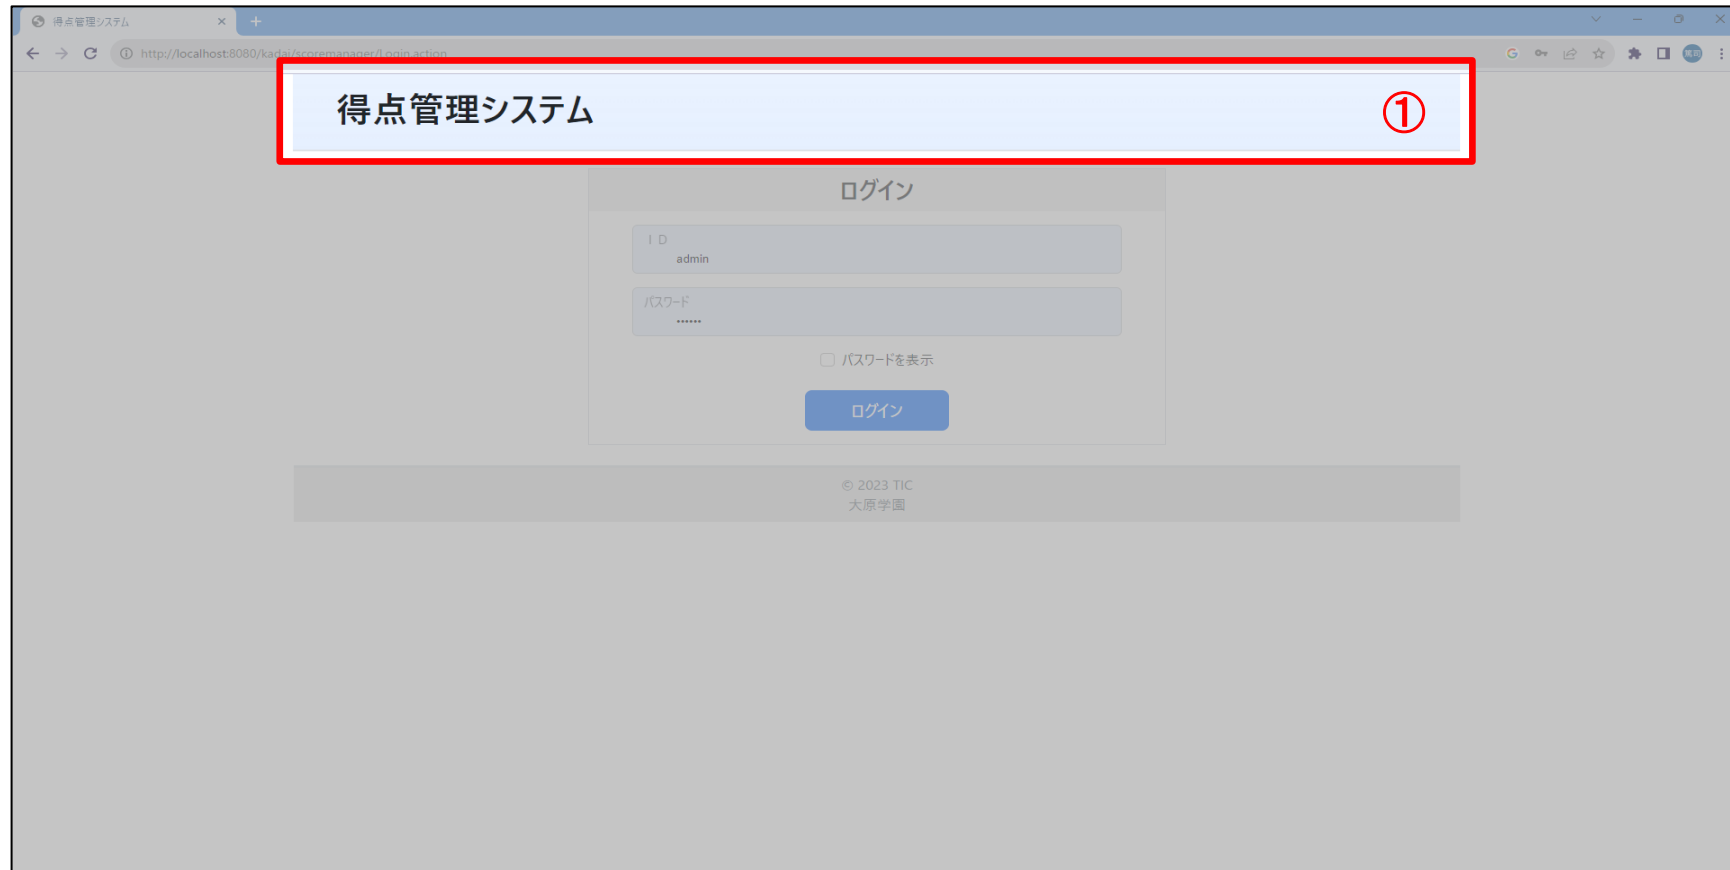 得点管理システム
http://localhost:8080/kadai/scoremanager/Login.action
得点管理システム
①
ログイン
ＩＤ
admin
パスワード
••••••
パスワードを表示
ログイン
© 2023 TIC
大原学園